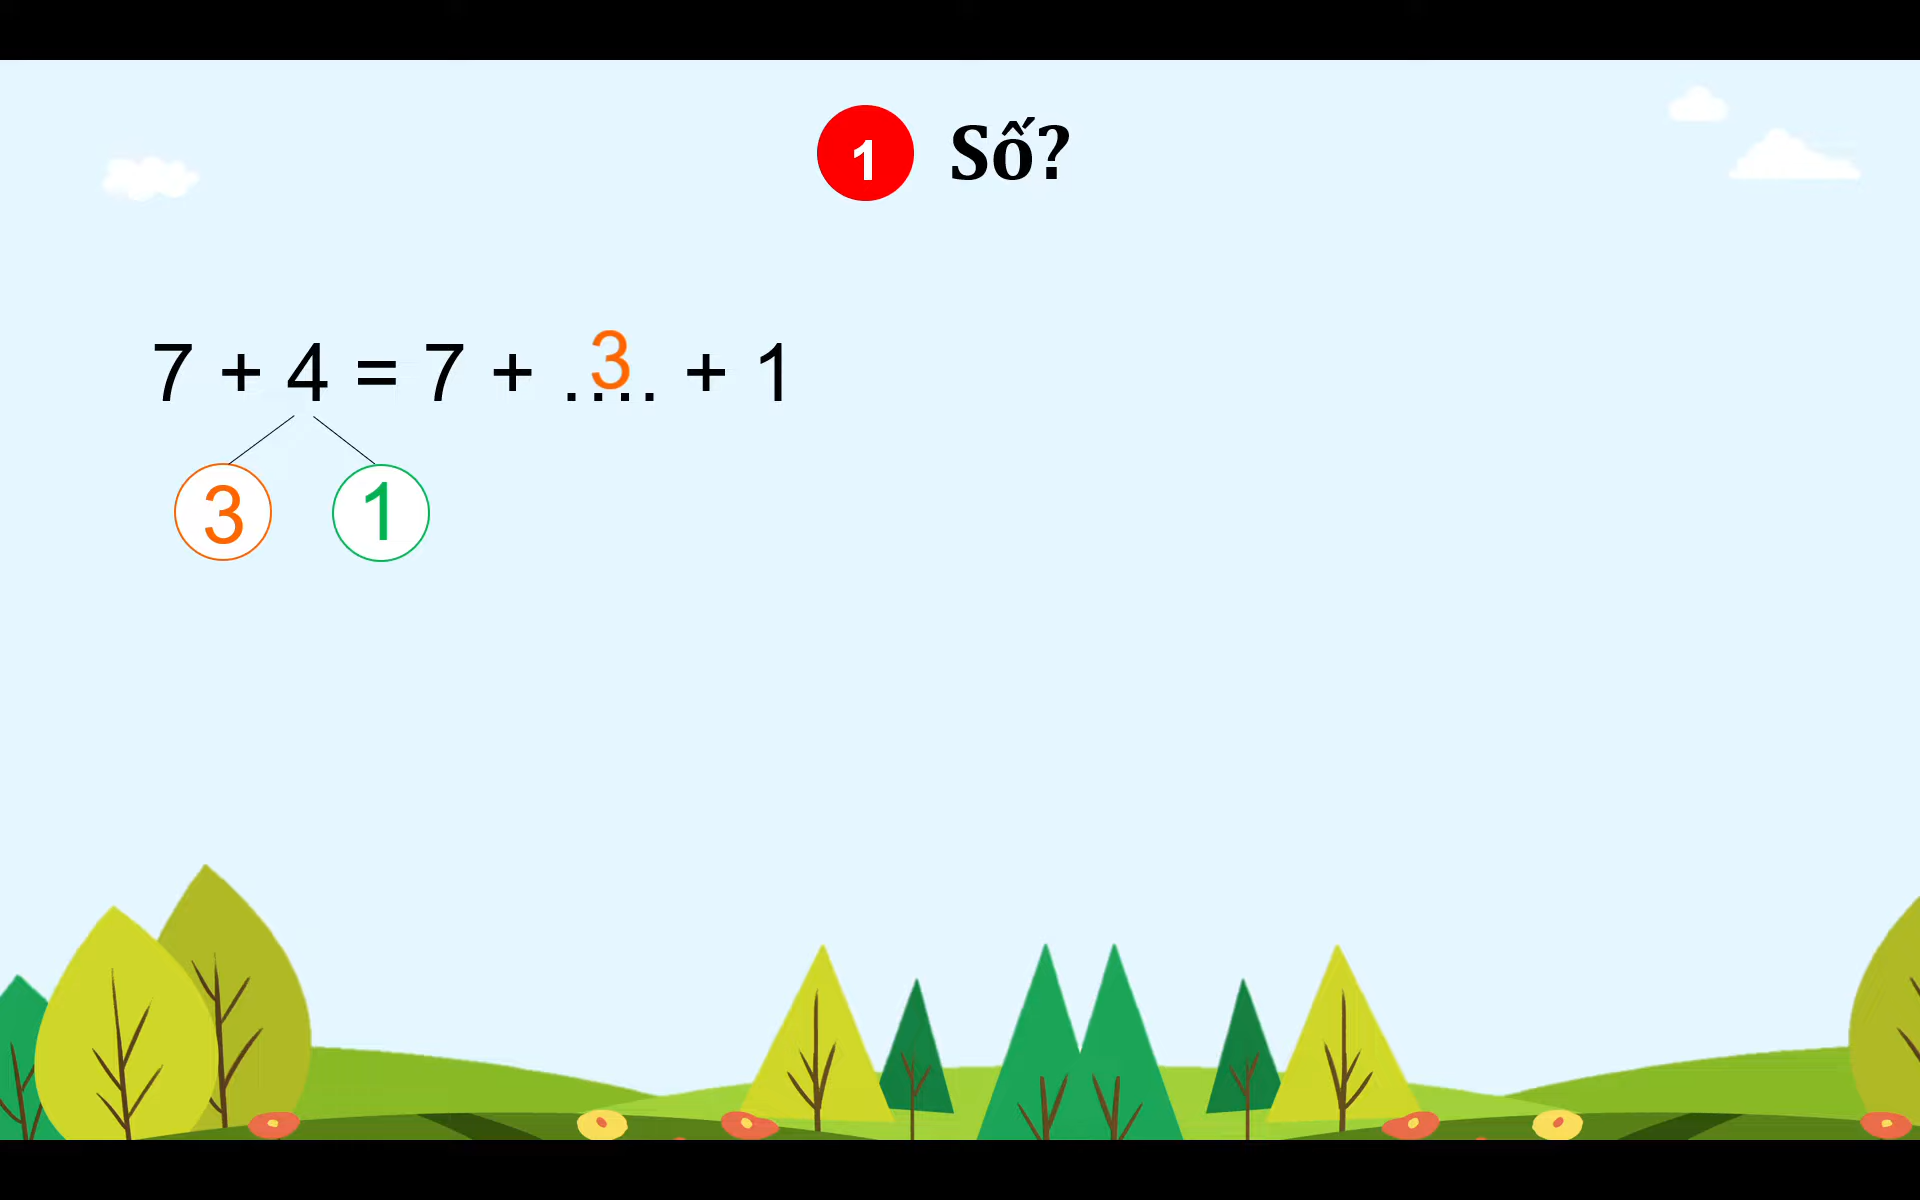 1 Số?
7 + 4 = 7 + .3... + 1
3 1